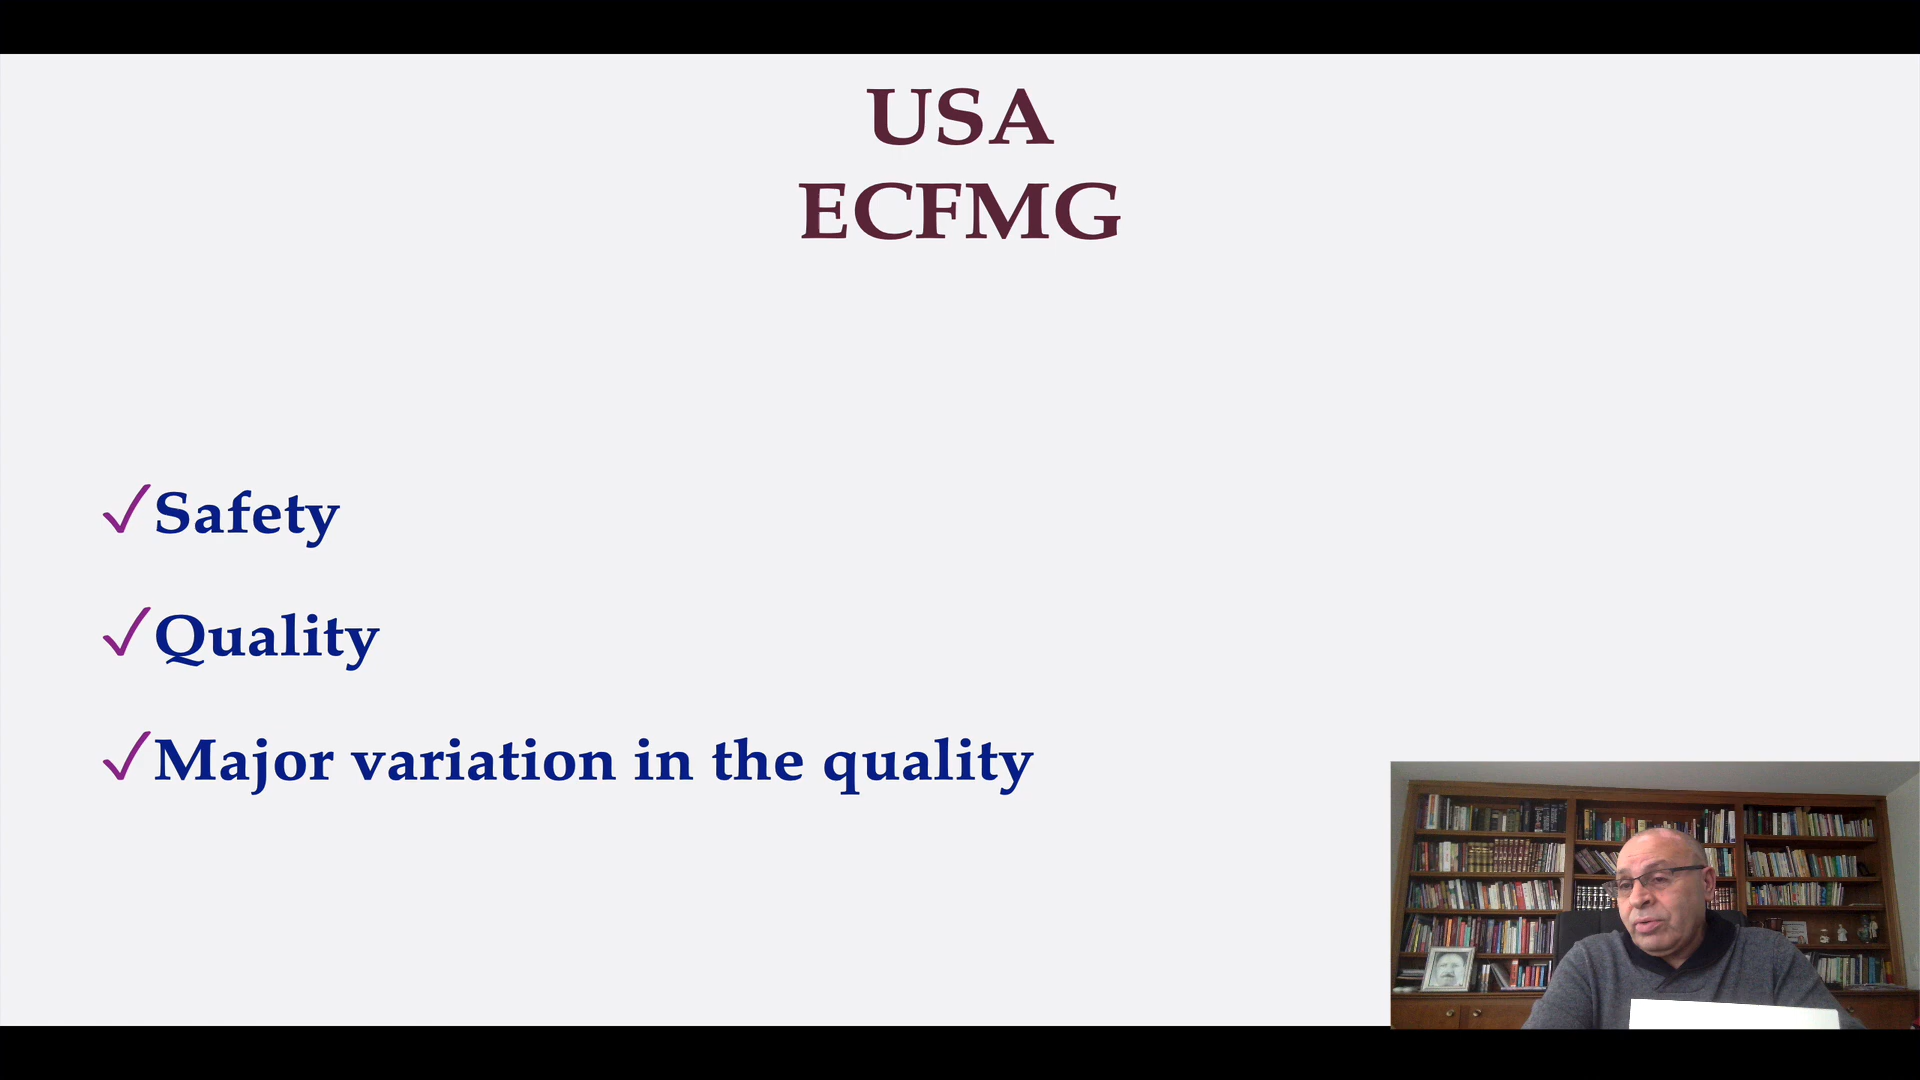 USA
ECFMG
✓Safety
✓Quality
✓Major variation in the quality